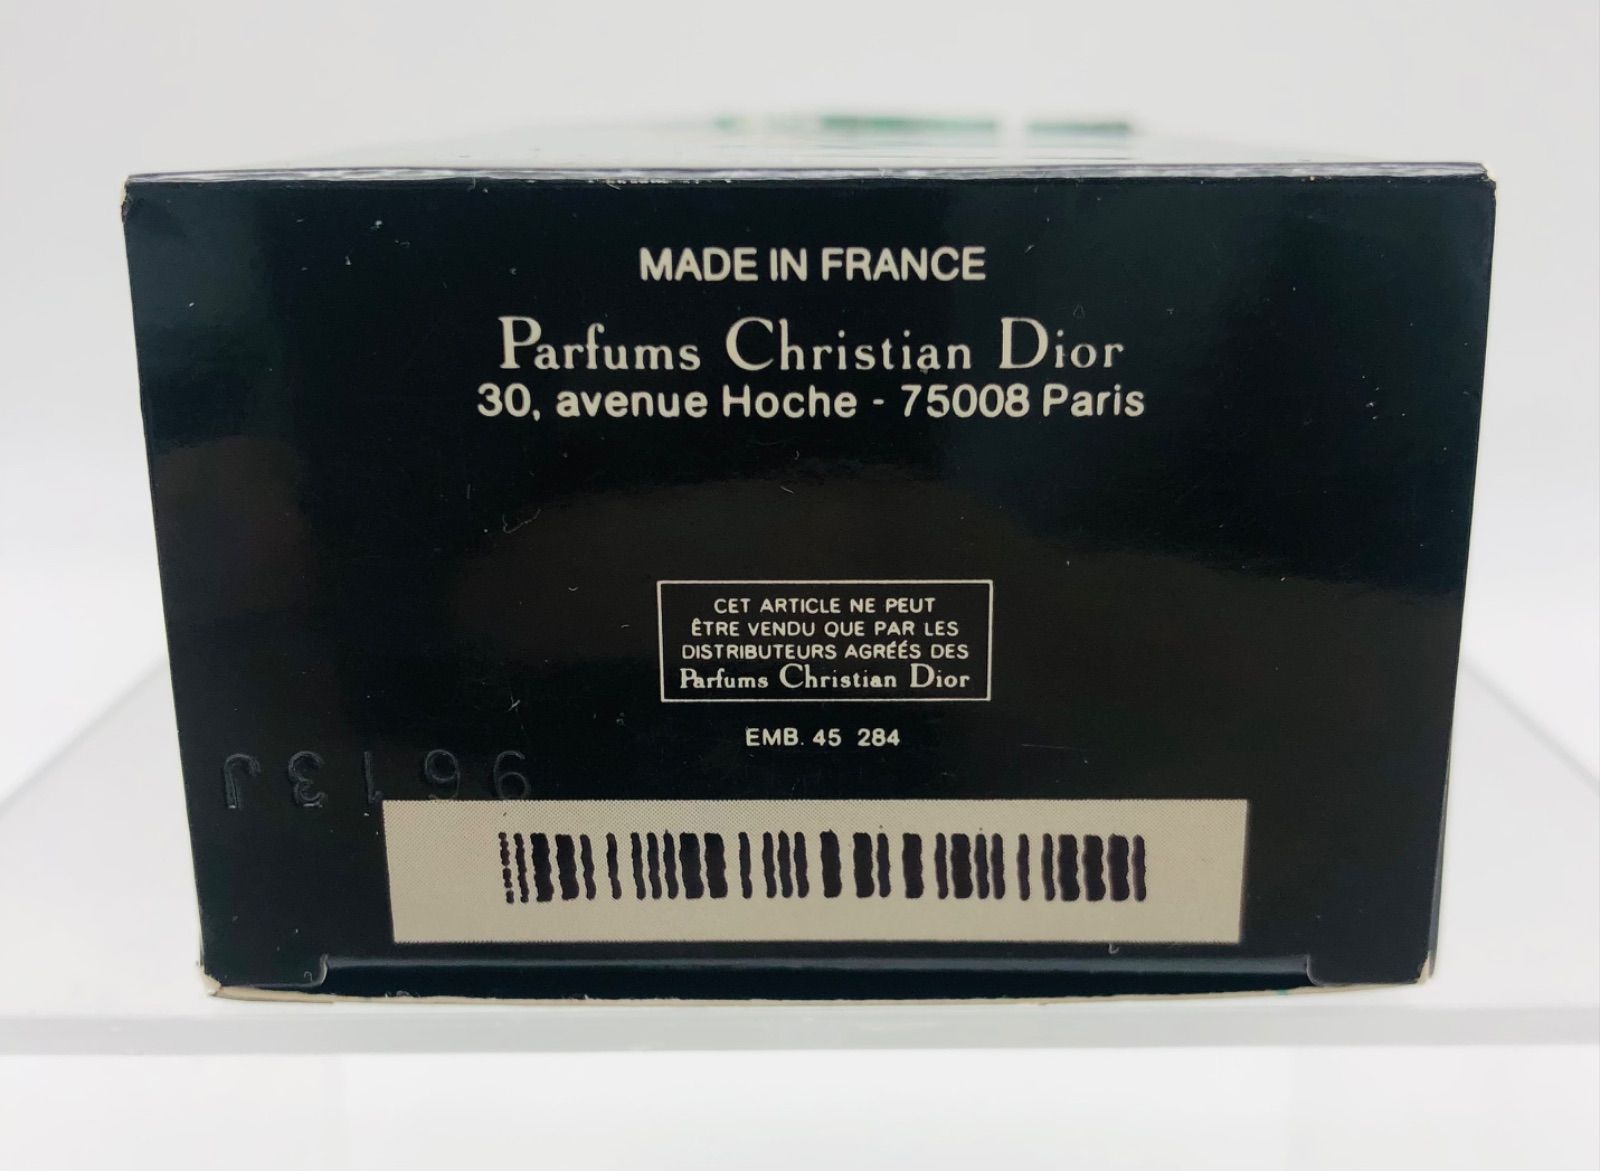 MADE IN FRANCE
Parfums Christian Dior
30, avenue Hoche - 75008 Paris
CET ARTICLE NE PEUT
ÊTRE VENDU QUE PAR LES
DISTRIBUTEURS AGRÉÉS DES
Parfums Christian Dior
EMB. 45 284